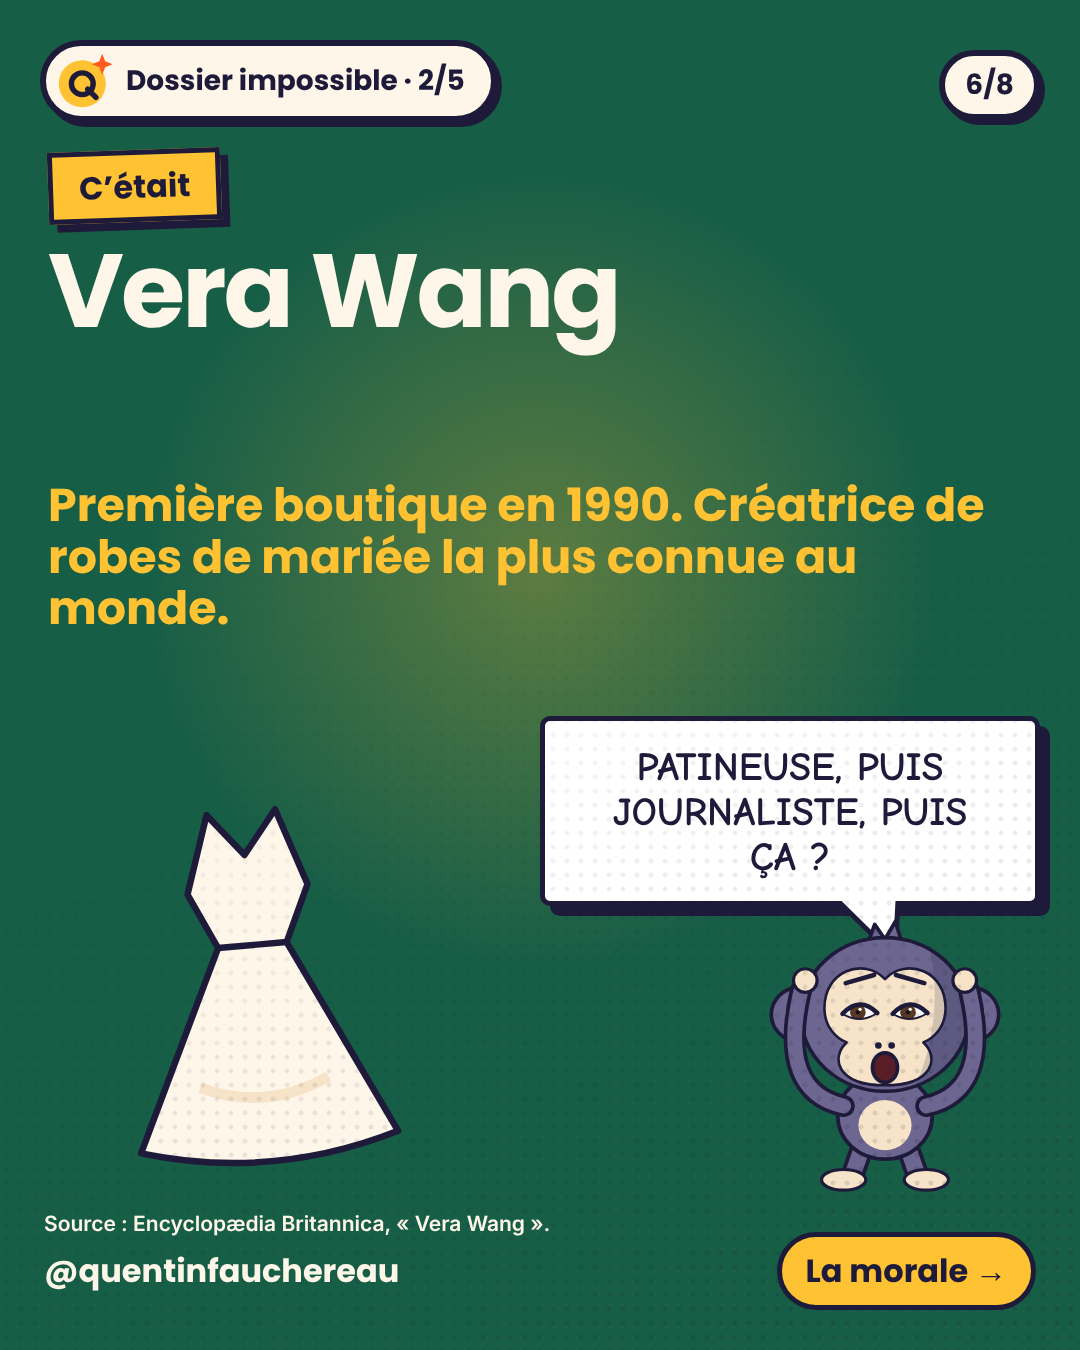 Q
Dossier impossible · 2/5
6/8
C’était
Vera Wang
Première boutique en 1990. Créatrice de
robes de mariée la plus connue au
monde.
PATINEUSE, PUIS
JOURNALISTE, PUIS
ÇA ?
Source : Encyclopædia Britannica, « Vera Wang ».
@quentinfauchereau
La morale →